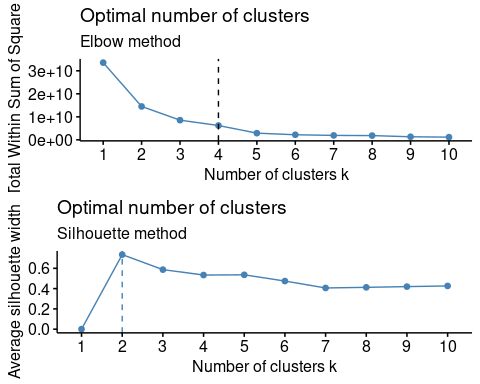 Optimal number of clusters
Elbow method
Total Within Sum of Square
3e+10
2e+10
1e+10
0e+00
1 2 3 4 5 6 7 8 9 10
Number of clusters k
Optimal number of clusters
Silhouette method
Average silhouette width
0.6
0.4
0.2
0.0
1 2 3 4 5 6 7 8 9 10
Number of clusters k